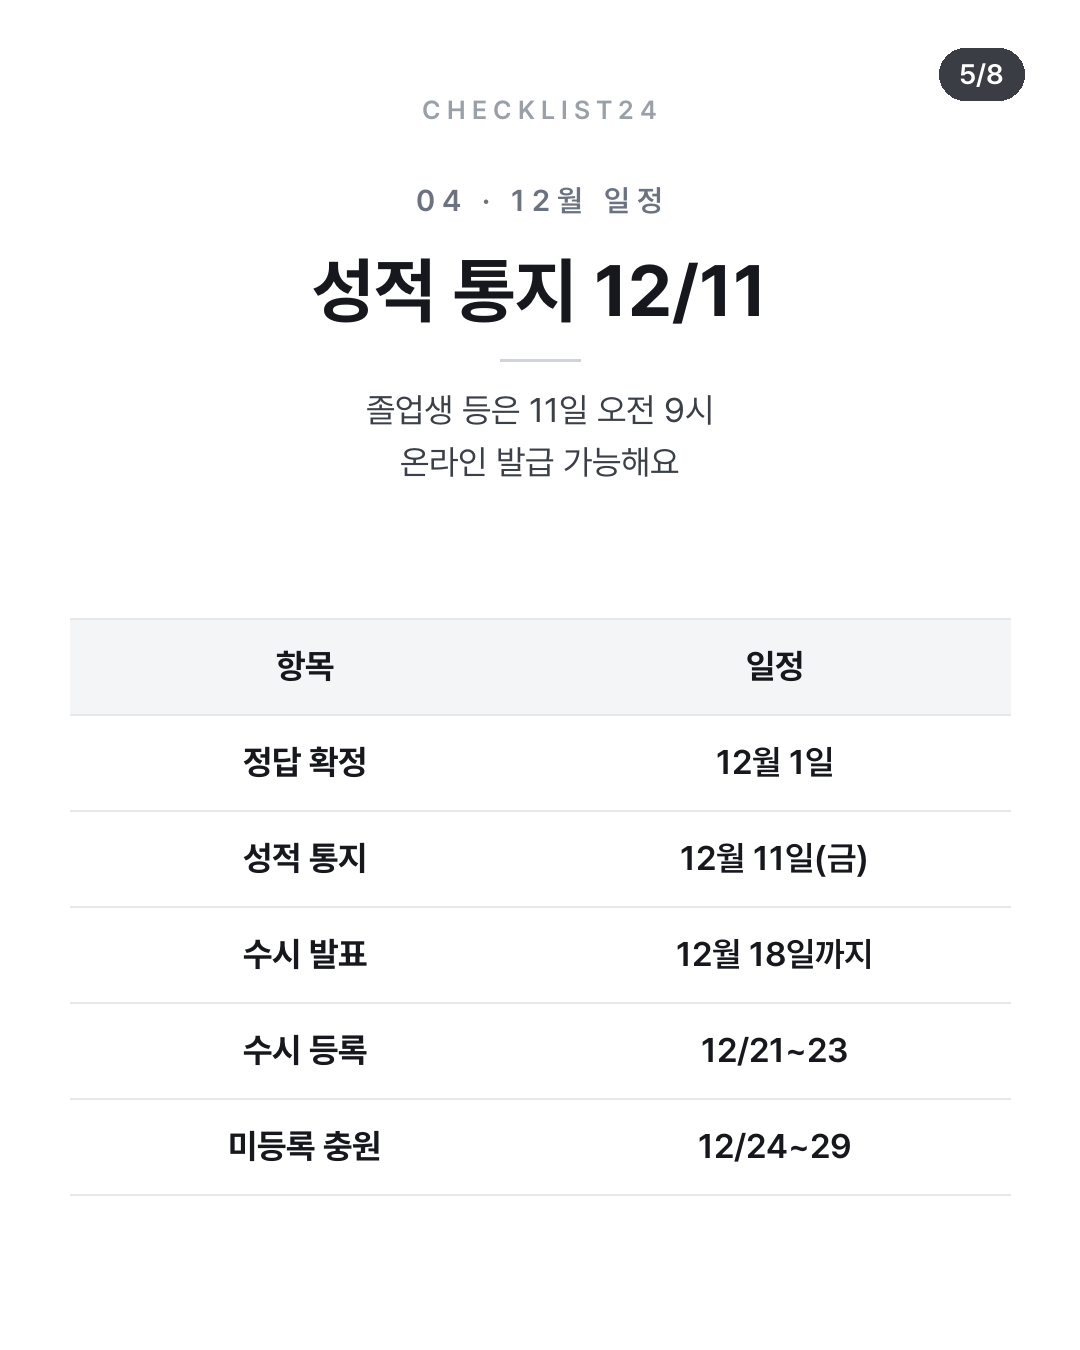 5/8
CHECKLIST24
04 · 12월 일정
성적 통지 12/11
졸업생 등은 11일 오전 9시
온라인 발급 가능해요
항목 일정
정답 확정 12월 1일
성적 통지 12월 11일(금)
수시 발표 12월 18일까지
수시 등록 12/21~23
미등록 충원 12/24~29